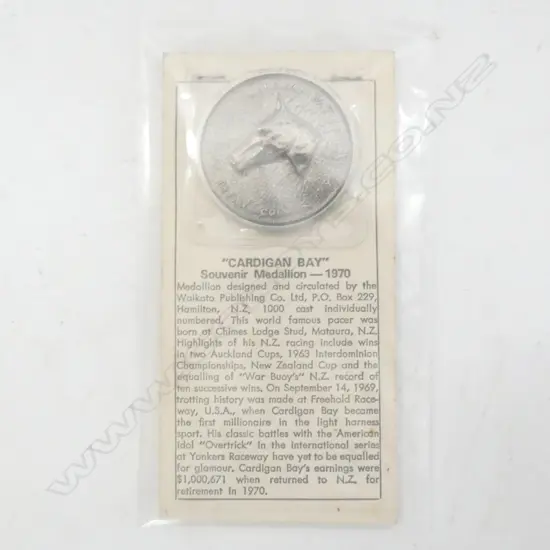 "CARDIGAN BAY"
Souvenir Medallion — 1970
Medallion designed and circulated by the
Waikato Publishing Co. Ltd, P.O. Box 229,
Hamilton, N.Z. 1000 cast individually
numbered. This world famous pacer was
born at Chimes Lodge Stud, Mataura, N.Z.
Highlights of his N.Z. racing include wins
in two Auckland Cups, 1963 Interdominion
Championships, New Zealand Cup and the
equalling of "War Buoy's" N.Z. record of
ten successive wins. On September 14, 1969,
trotting history was made at Freehold Race-
way, U.S.A., when Cardigan Bay became
the first millionaire in the light harness
sport. His classic battles with the American
idol "Overtrick" in the international series
at Yonkers Raceway have yet to be equalled
for glamour. Cardigan Bay's earnings were
$1,000,671 when returned to N.Z. for
retirement in 1970.